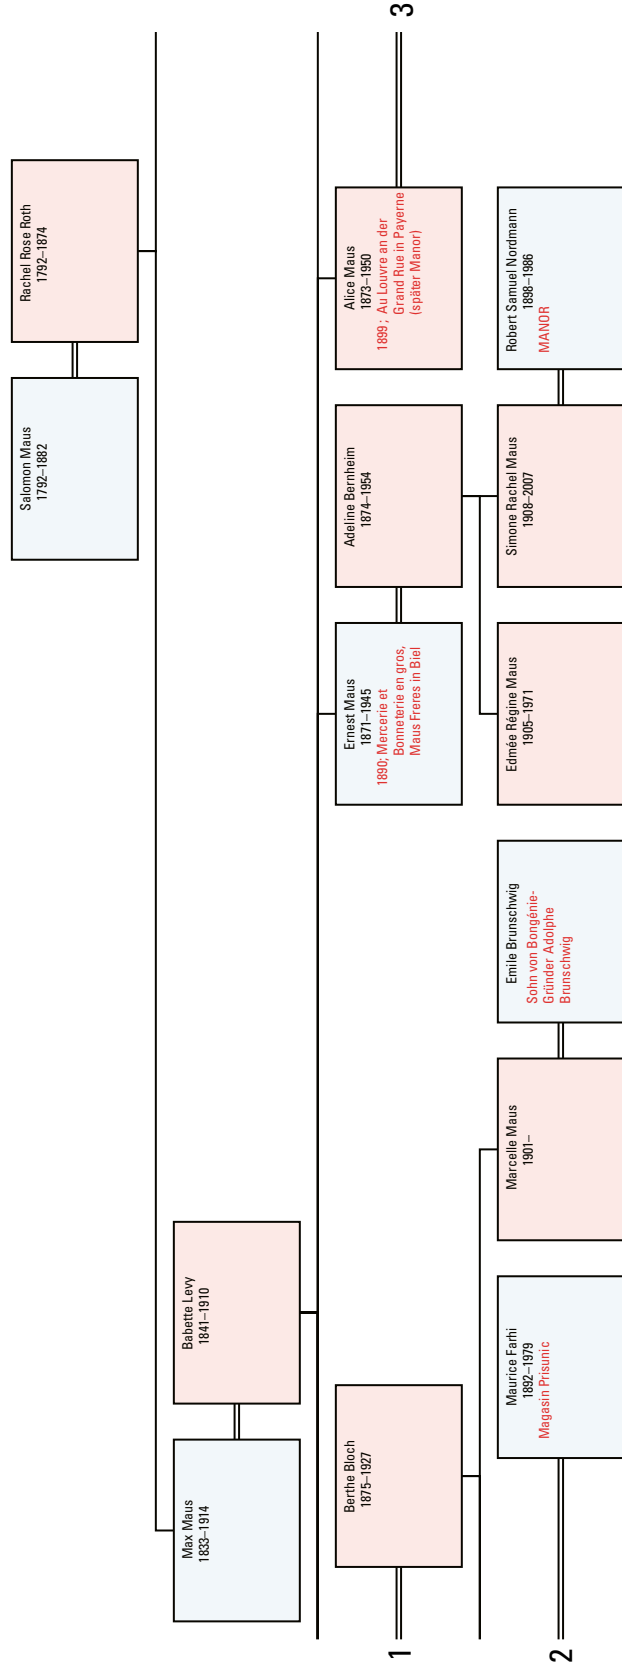 Salomon Maus
1792–1882
Rachel Rose Roth
1792–1874
Max Maus
1833–1914
Babette Levy
1841–1910
1
Berthe Bloch
1875–1927
Ernest Maus
1871–1945
1890; Mercerie et
Bonneterie en gros,
Maus Freres in Biel
Adeline Bernheim
1874–1954
Alice Maus
1873–1950
1899 ; Au Louvre an der
Grand Rue in Payerne
(später Manor)
3
2
Maurice Farhi
1892–1979
Magasin Prisunic
Marcelle Maus
1901–
Emile Brunschwig
Sohn von Bongénie-
Gründer Adolphe
Brunschwig
Edmée Régine Maus
1905–1971
Simone Rachel Maus
1908–2007
Robert Samuel Nordmann
1898–1986
MANOR